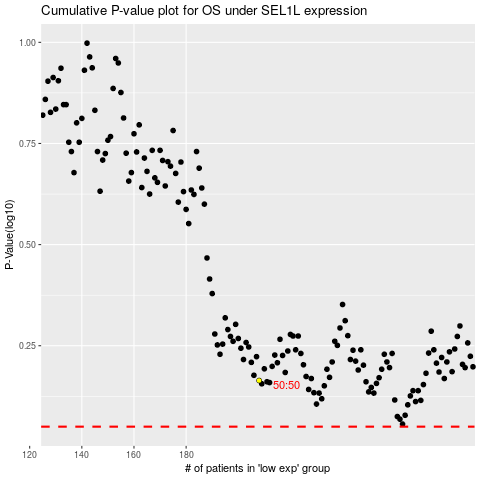 Cumulative P-value plot for OS under SEL1L expression
P-Value(log10)
1.00
0.75
0.50
0.25
50:50
120 140 160 180
# of patients in 'low exp' group